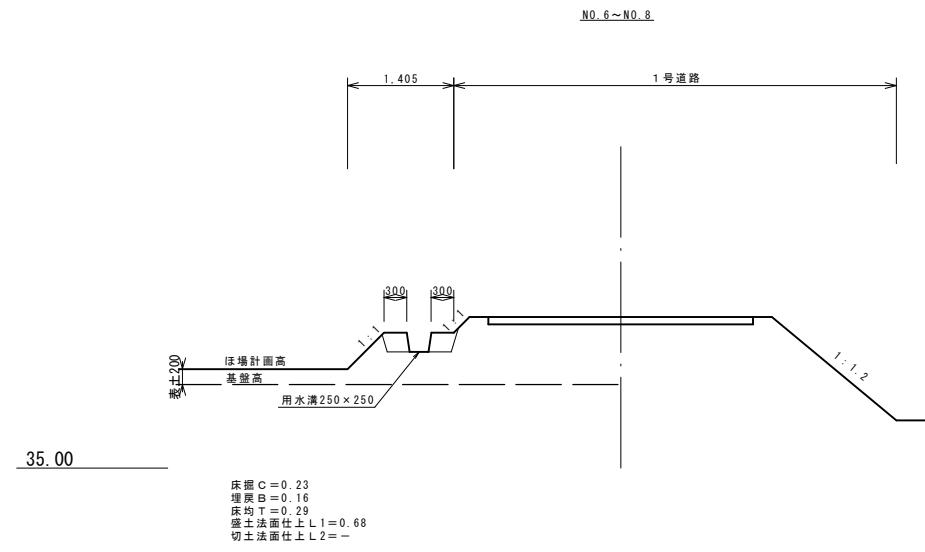 NO.6～NO.8
1,405
1号道路
300
300
1:1
1:1
ほ場計画高
表土200
基盤高
1:1.2
用水溝250×250
35.00
床掘C=0.23
埋戻B=0.16
床均T=0.29
盛土法面仕上L1=0.68
切土法面仕上L2=－